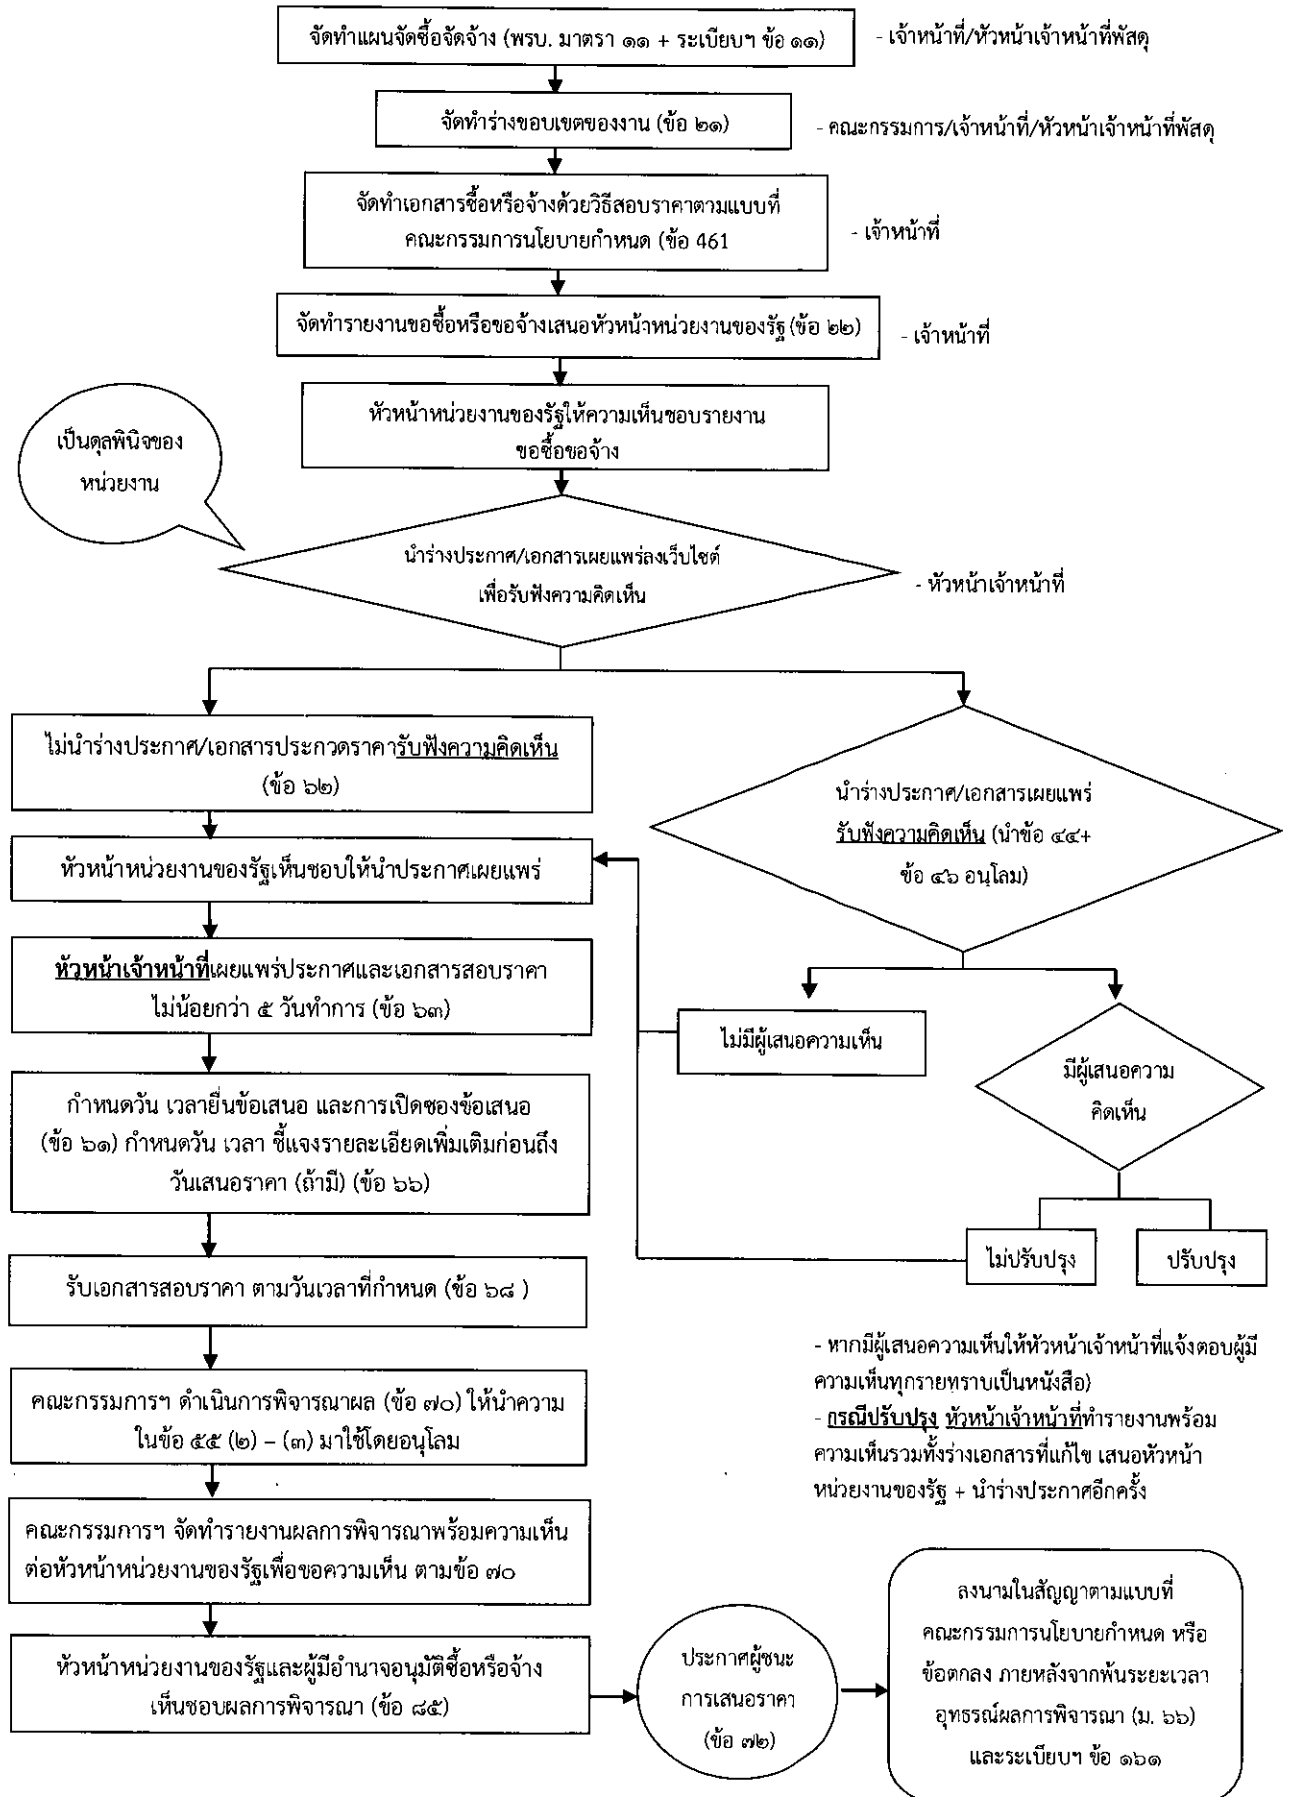 จัดทำแผนจัดซื้อจัดจ้าง (พรบ. มาตรา ๑๑ + ระเบียบฯ ข้อ ๑๑)
- เจ้าหน้าที่/หัวหน้าเจ้าหน้าที่พัสดุ
จัดทำร่างขอบเขตของงาน (ข้อ ๒๑)
- คณะกรรมการ/เจ้าหน้าที่/หัวหน้าเจ้าหน้าที่พัสดุ
จัดทำเอกสารซื้อหรือจ้างด้วยวิธีสอบราคาตามแบบที่
คณะกรรมการนโยบายกำหนด (ข้อ 461
- เจ้าหน้าที่
จัดทำรายงานขอซื้อหรือขอจ้างเสนอหัวหน้าหน่วยงานของรัฐ (ข้อ ๒๒)
- เจ้าหน้าที่
หัวหน้าหน่วยงานของรัฐให้ความเห็นชอบรายงาน
ขอซื้อขอจ้าง
เป็นดุลพินิจของ
หน่วยงาน
นำร่างประกาศ/เอกสารเผยแพร่ลงเว็บไซต์
เพื่อรับฟังความคิดเห็น
- หัวหน้าเจ้าหน้าที่
ไม่นำร่างประกาศ/เอกสารประกวดราคารับฟังความคิดเห็น
(ข้อ ๖๒)
นำร่างประกาศ/เอกสารเผยแพร่
รับฟังความคิดเห็น (นำข้อ ๔๕+
ข้อ ๔๖ อนุโลม)
หัวหน้าหน่วยงานของรัฐเห็นชอบให้นำประกาศเผยแพร่
หัวหน้าเจ้าหน้าที่เผยแพร่ประกาศและเอกสารสอบราคา
ไม่น้อยกว่า ๕ วันทำการ (ข้อ ๖๓)
ไม่มีผู้เสนอความเห็น
มีผู้เสนอความ
คิดเห็น
กำหนดวัน เวลายื่นข้อเสนอ และการเปิดซองข้อเสนอ
(ข้อ ๖๑) กำหนดวัน เวลา ชี้แจงรายละเอียดเพิ่มเติมก่อนถึง
วันเสนอราคา (ถ้ามี) (ข้อ ๖๖)
ไม่ปรับปรุง
ปรับปรุง
รับเอกสารสอบราคา ตามวันเวลาที่กำหนด (ข้อ ๖๘ )
- หากมีผู้เสนอความเห็นให้หัวหน้าเจ้าหน้าที่แจ้งตอบผู้มี
ความเห็นทุกรายทราบเป็นหนังสือ)
- กรณีปรับปรุง หัวหน้าเจ้าหน้าที่ทำรายงานพร้อม
ความเห็นรวมทั้งร่างเอกสารที่แก้ไข เสนอหัวหน้า
หน่วยงานของรัฐ + นำร่างประกาศอีกครั้ง
คณะกรรมการฯ ดำเนินการพิจารณาผล (ข้อ ๗๐) ให้นำความ
ในข้อ ๕๕ (๒) – (๓) มาใช้โดยอนุโลม
คณะกรรมการฯ จัดทำรายงานผลการพิจารณาพร้อมความเห็น
ต่อหัวหน้าหน่วยงานของรัฐเพื่อขอความเห็น ตามข้อ ๗๐
หัวหน้าหน่วยงานของรัฐและผู้มีอำนาจอนุมัติซื้อหรือจ้าง
เห็นชอบผลการพิจารณา (ข้อ ๘๕)
ประกาศผู้ชนะ
การเสนอราคา
(ข้อ ๗๒)
ลงนามในสัญญาตามแบบที่
คณะกรรมการนโยบายกำหนด หรือ
ข้อตกลง ภายหลังจากพ้นระยะเวลา
อุทธรณ์ผลการพิจารณา (ม. ๖๖)
และระเบียบฯ ข้อ ๑๖๑